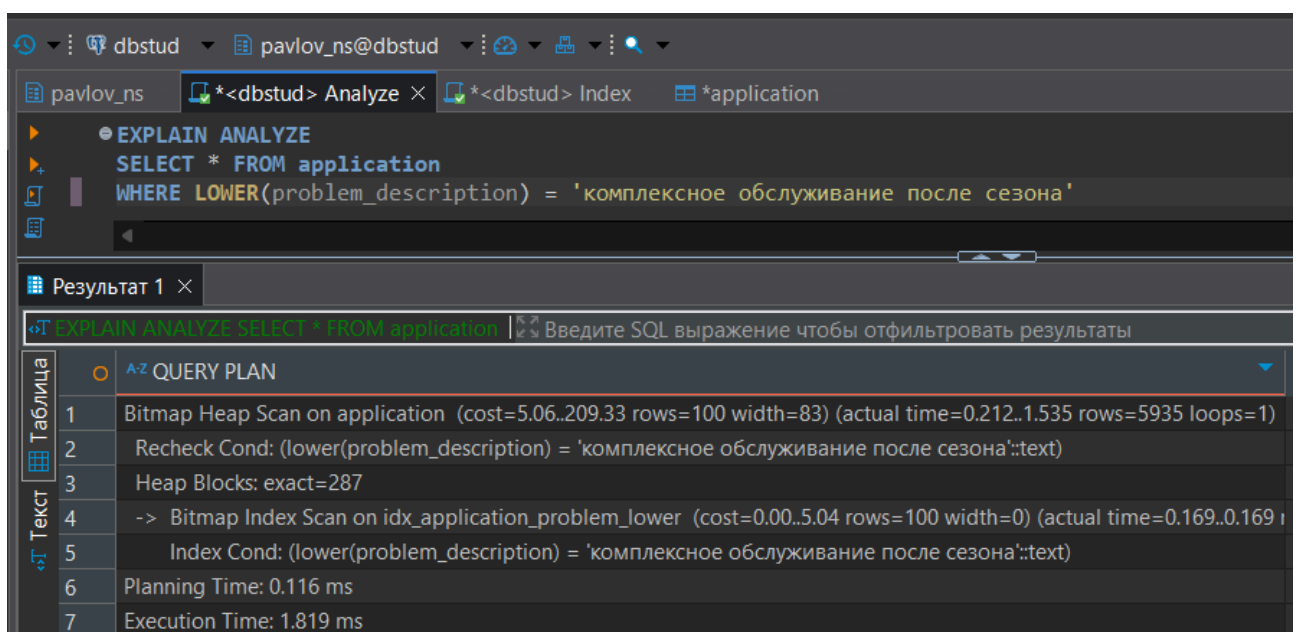 dbstud pavlov_ns@dbstud
pavlov_ns *<dbstud> Analyze *<dbstud> Index *application
EXPLAIN ANALYZE
SELECT * FROM application
WHERE LOWER(problem_description) = 'комплексное обслуживание после сезона'
Результат 1
EXPLAIN ANALYZE SELECT * FROM application Введите SQL выражение чтобы отфильтровать результаты
Таблица
Текст
A-Z QUERY PLAN
1 Bitmap Heap Scan on application (cost=5.06..209.33 rows=100 width=83) (actual time=0.212..1.535 rows=5935 loops=1)
2 Recheck Cond: (lower(problem_description) = 'комплексное обслуживание после сезона'::text)
3 Heap Blocks: exact=287
4 -> Bitmap Index Scan on idx_application_problem_lower (cost=0.00..5.04 rows=100 width=0) (actual time=0.169..0.169
5 Index Cond: (lower(problem_description) = 'комплексное обслуживание после сезона'::text)
6 Planning Time: 0.116 ms
7 Execution Time: 1.819 ms